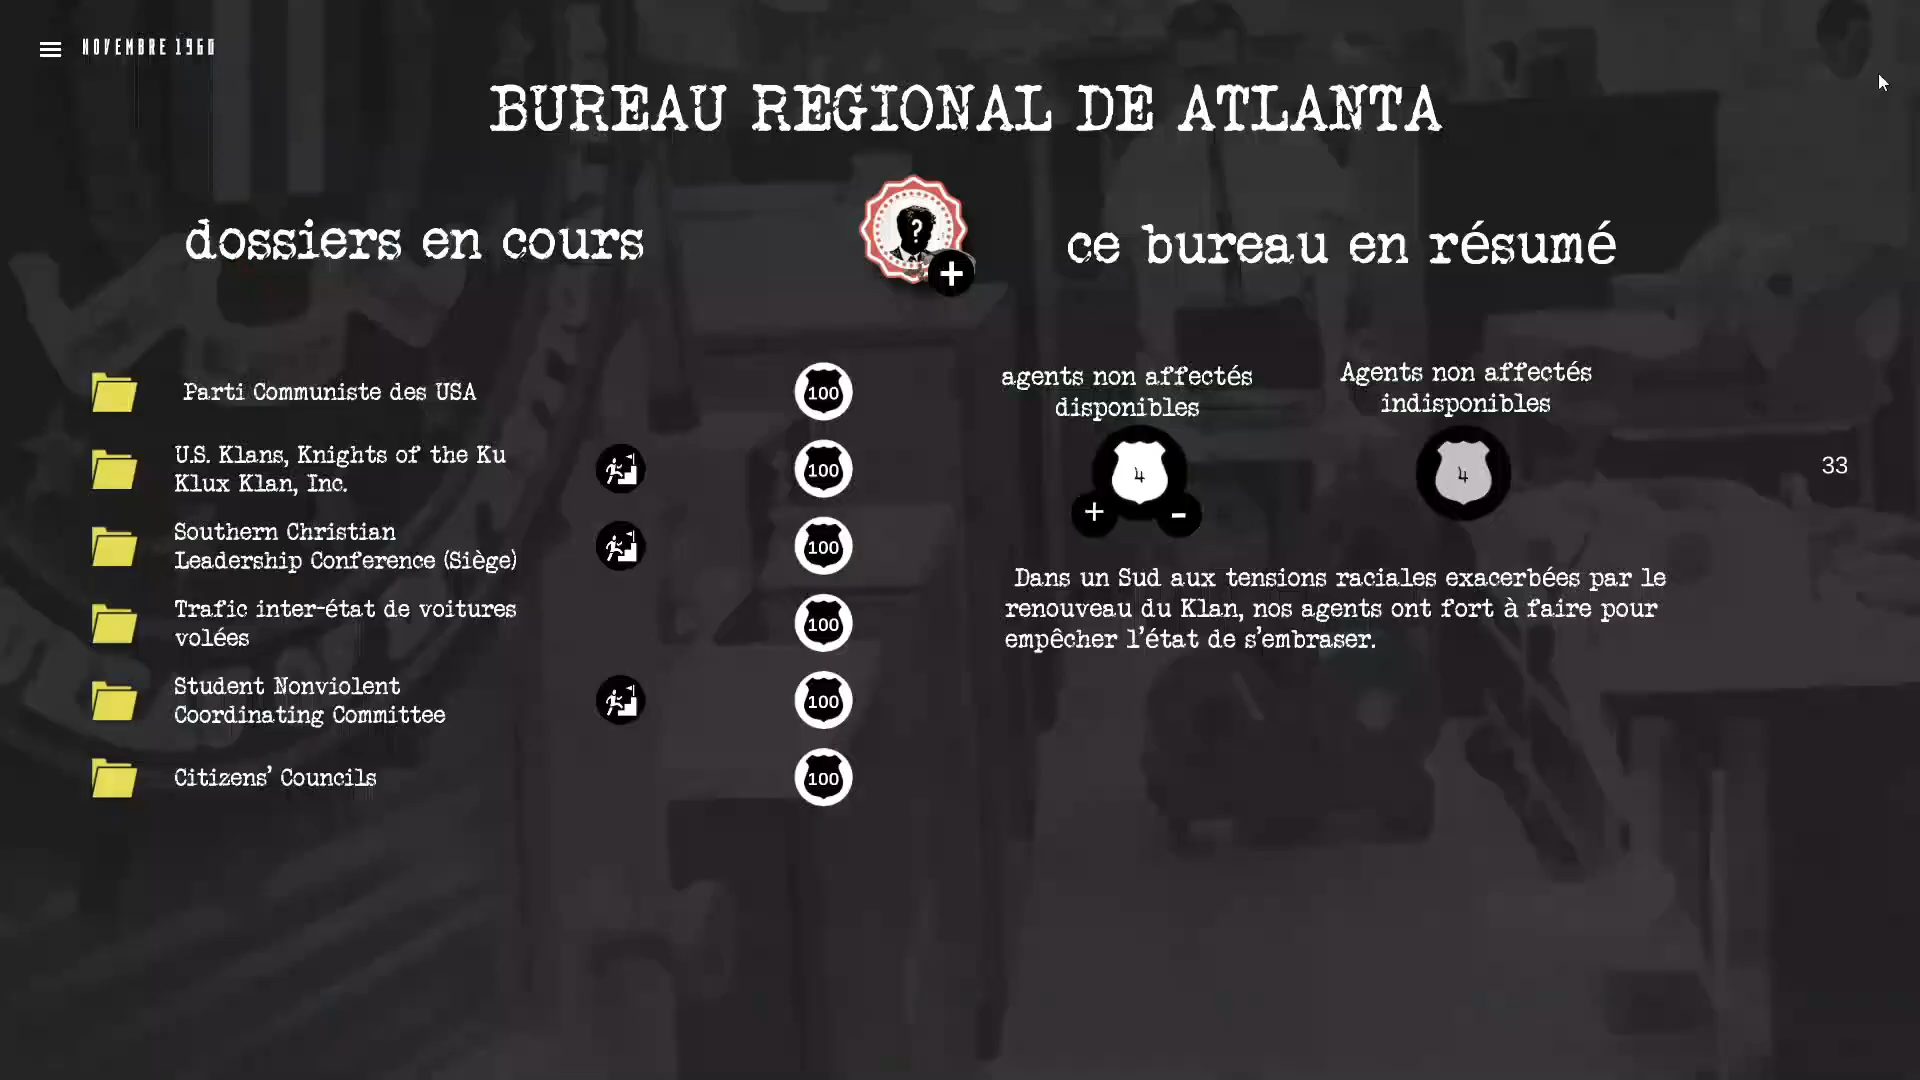 NOVEMBRE 1960
BUREAU REGIONAL DE ATLANTA
dossiers en cours
?
+
Parti Communiste des USA
100
U.S. Klans, Knights of the Ku
Klux Klan, Inc.
100
Southern Christian
Leadership Conference (Siège)
100
Trafic inter-état de voitures
volées
100
Student Nonviolent
Coordinating Committee
100
Citizens' Councils
100
ce bureau en résumé
agents non affectés
disponibles
4
+ -
Agents non affectés
indisponibles
4
33
Dans un Sud aux tensions raciales exacerbées par le
renouveau du Klan, nos agents ont fort à faire pour
empêcher l'état de s'embraser.